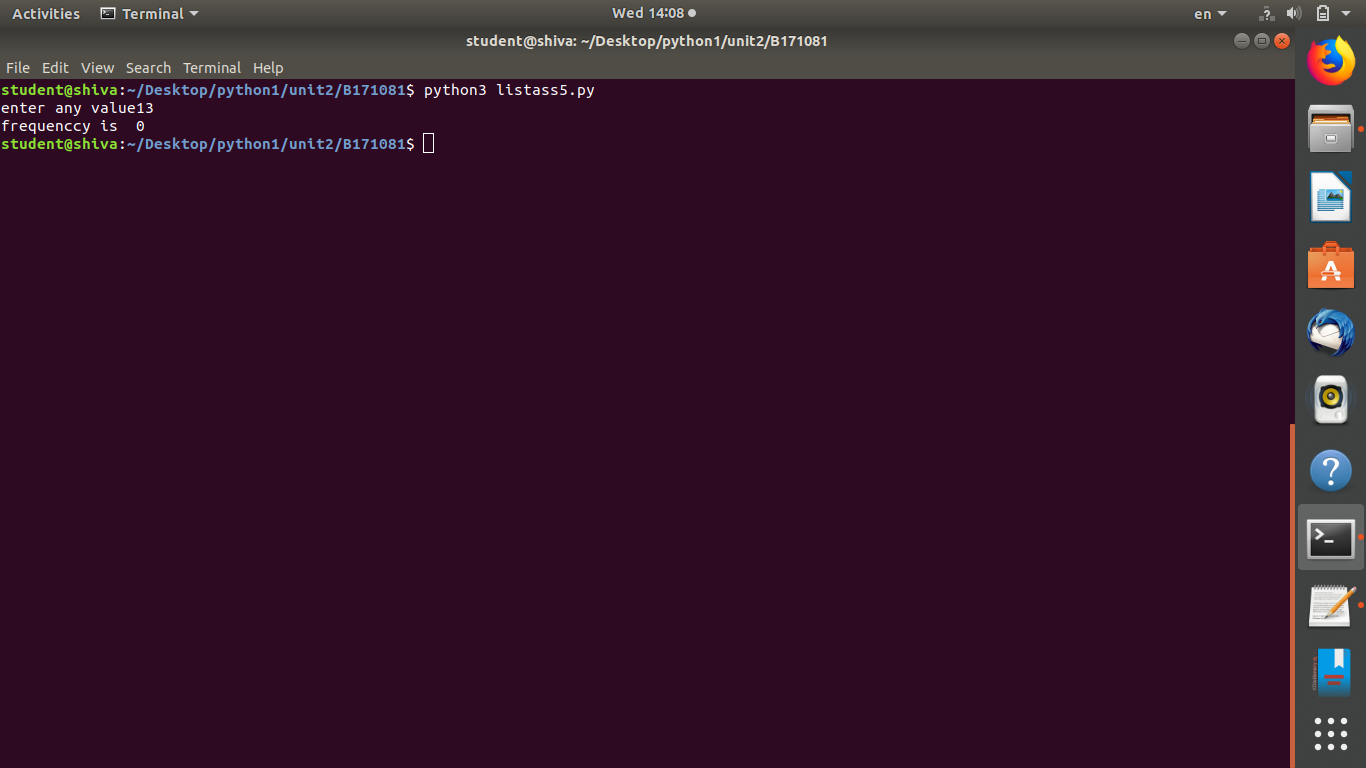 Activities Terminal Wed 14:08 en
student@shiva: ~/Desktop/python1/unit2/B171081
File Edit View Search Terminal Help
student@shiva:~/Desktop/python1/unit2/B171081$ python3 listass5.py
enter any value13
frequenccy is  0
student@shiva:~/Desktop/python1/unit2/B171081$